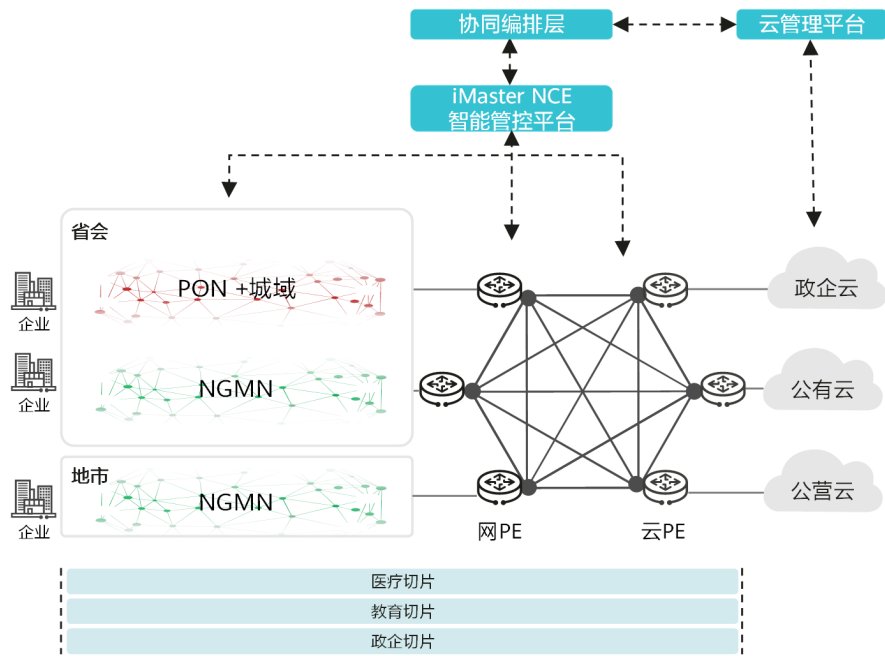 协同编排层
云管理平台
iMaster NCE
智能管控平台
省会
PON +城域
企业
政企云
NGMN
企业
公有云
地市
NGMN
企业
公营云
网PE
云PE
医疗切片
教育切片
政企切片